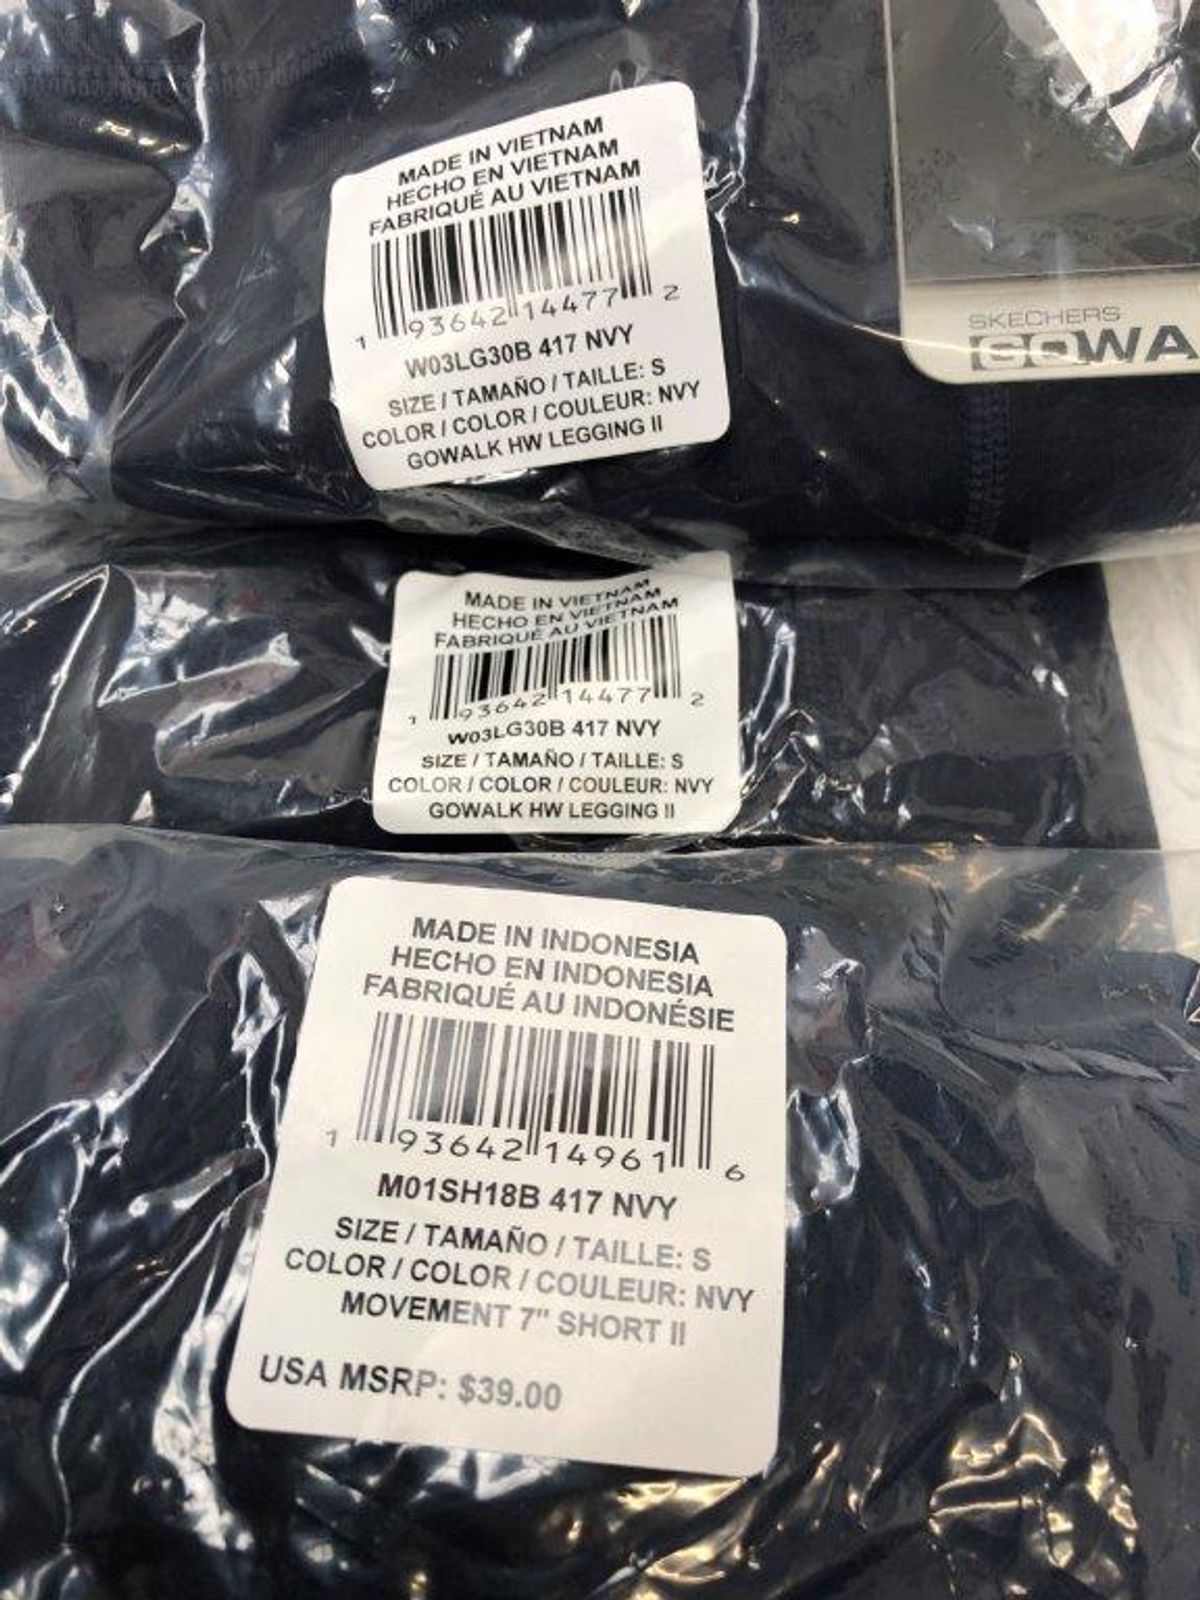 MADE IN VIETNAM
HECHO EN VIETNAM
FABRIQUÉ AU VIETNAM
1 93642 14477 2
W03LG30B 417 NVY
SIZE / TAMAÑO / TAILLE: S
COLOR / COLOR / COULEUR: NVY
GOWALK HW LEGGING II
SKECHERS
GOWA
MADE IN VIETNAM
HECHO EN VIETNAM
FABRIQUÉ AU VIETNAM
1 93642 14477 2
W03LG30B 417 NVY
SIZE / TAMAÑO / TAILLE: S
COLOR / COLOR / COULEUR: NVY
GOWALK HW LEGGING II
MADE IN INDONESIA
HECHO EN INDONESIA
FABRIQUÉ AU INDONÉSIE
1 93642 14961 6
M01SH18B 417 NVY
SIZE / TAMAÑO / TAILLE: S
COLOR / COLOR / COULEUR: NVY
MOVEMENT 7" SHORT II
USA MSRP: $39.00